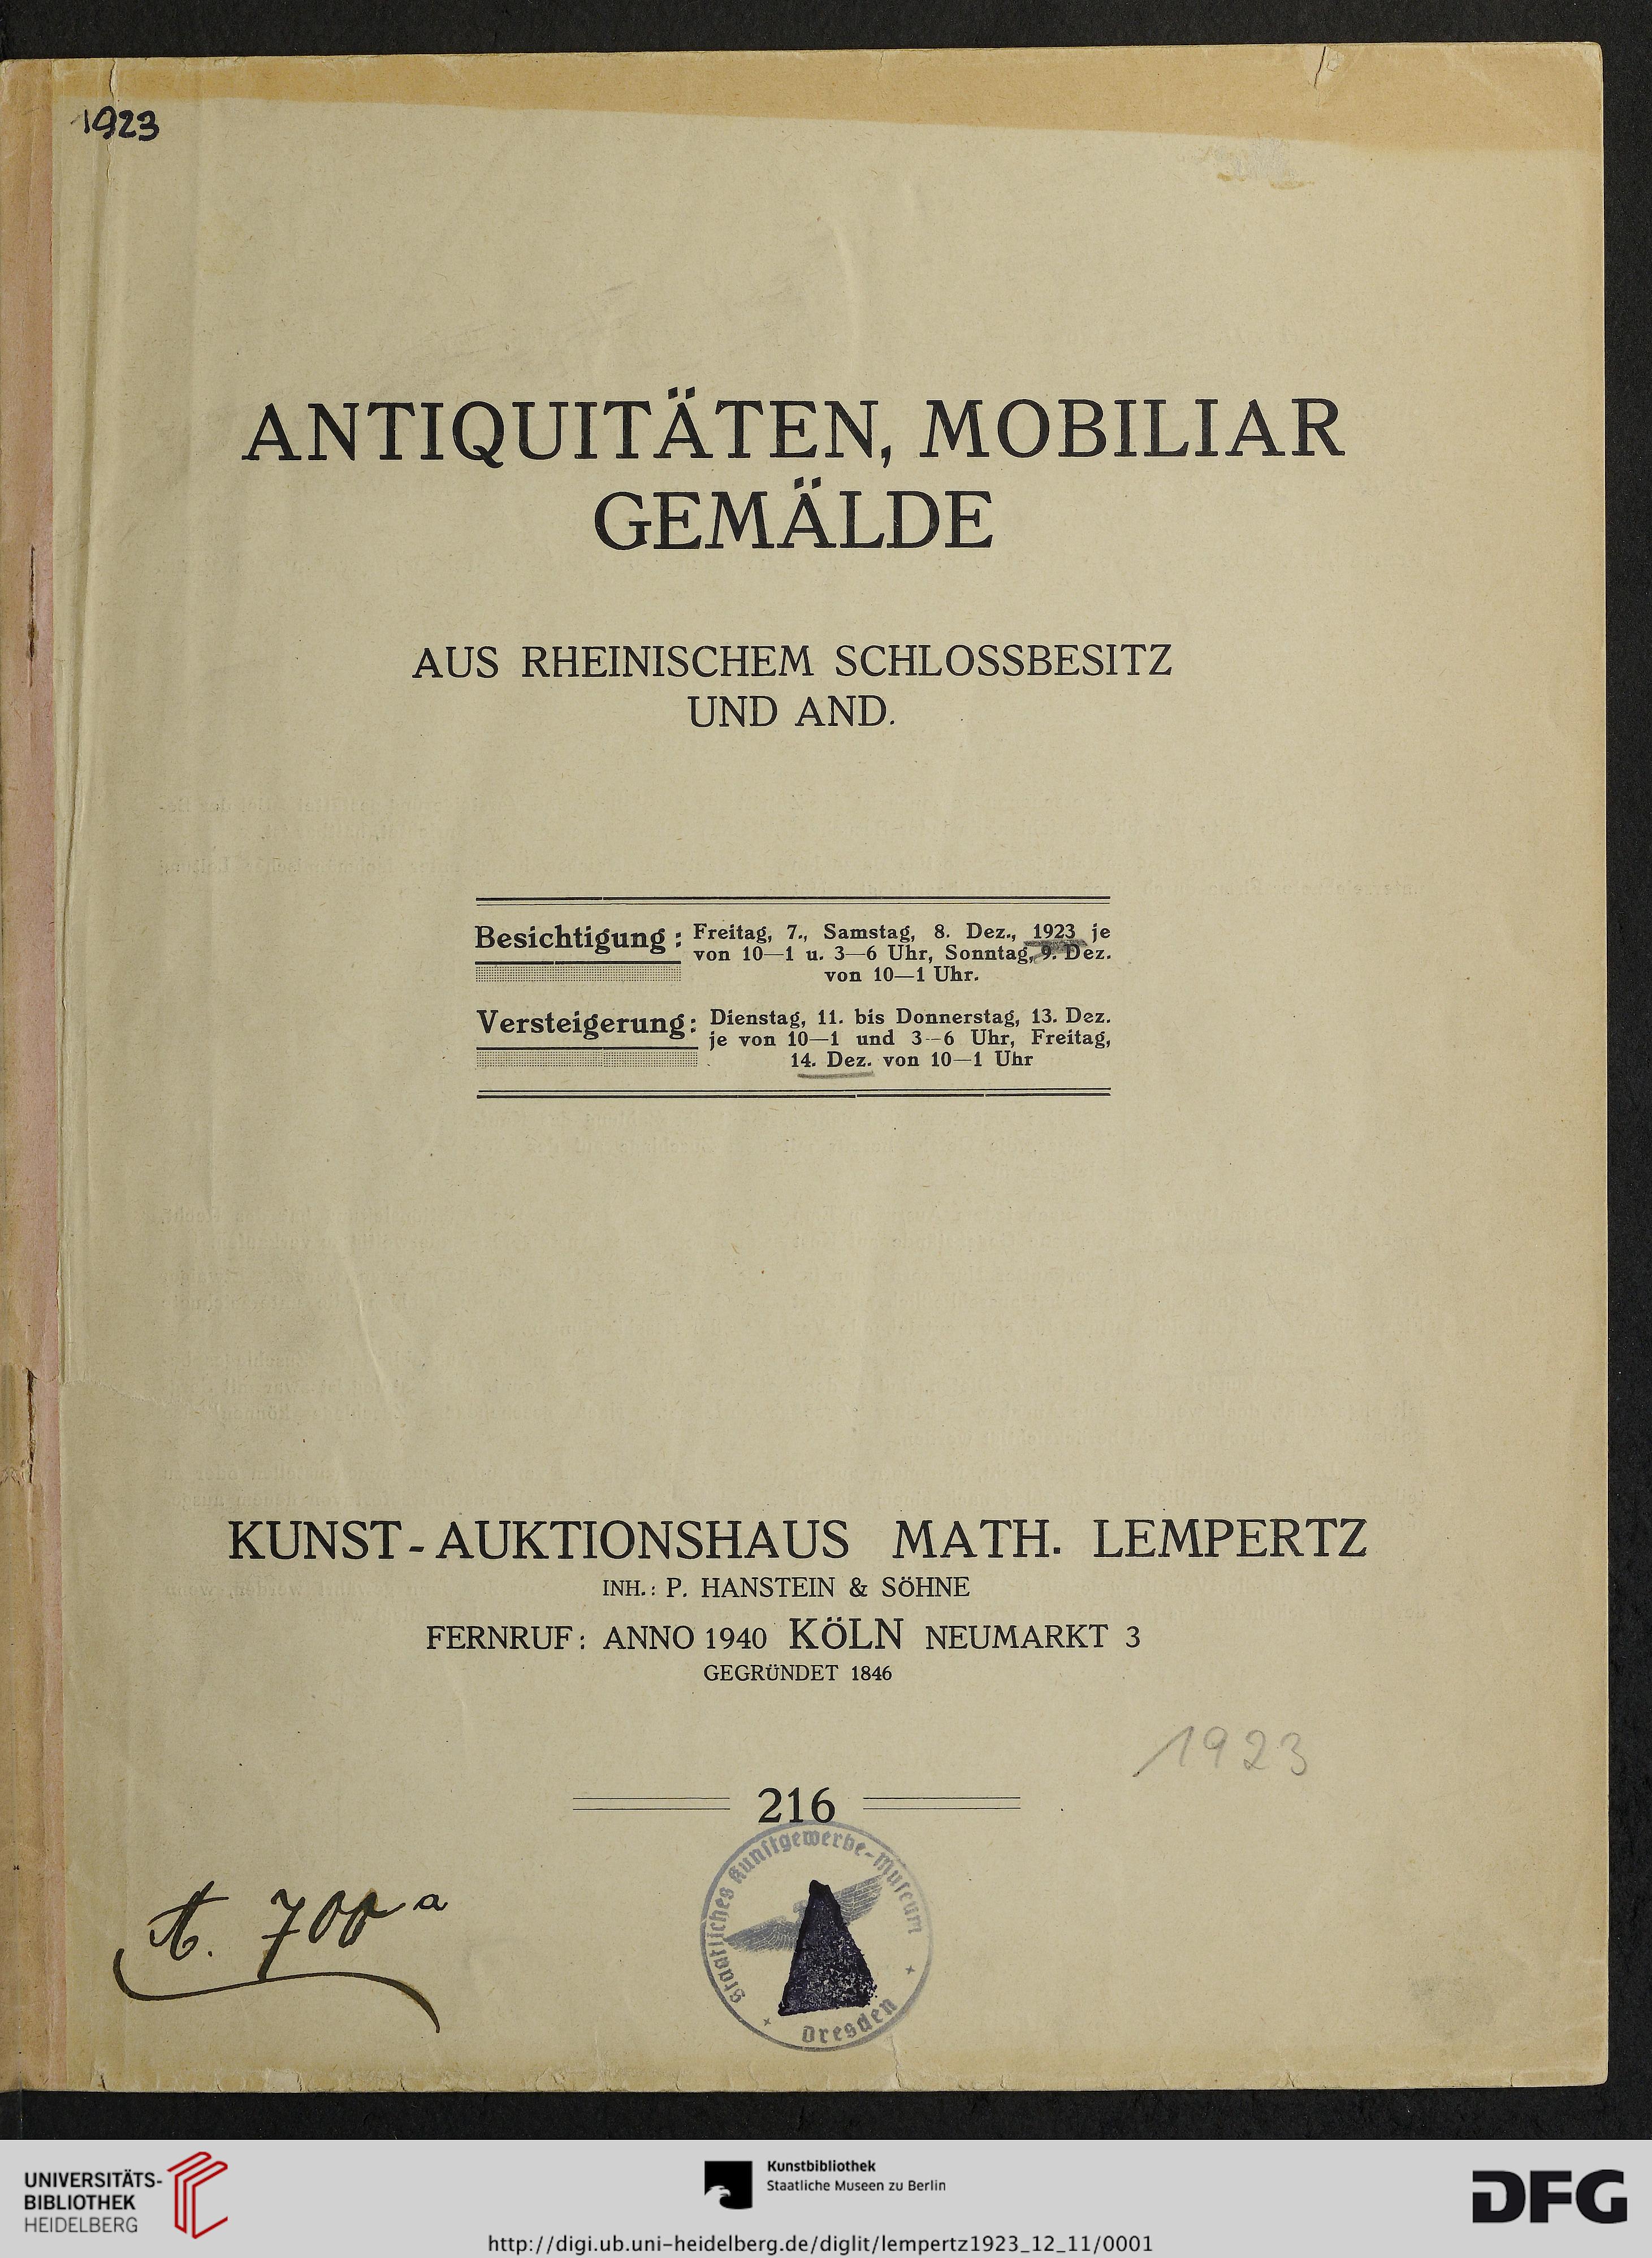 1923
ANTIQUITÄTEN, MOBILIAR
GEMÄLDE
AUS RHEINISCHEM SCHLOSSBESITZ
UND AND.
Besichtigung: Freitag, 7., Samstag, 8. Dez., 1923 je
von 10—1 u. 3—6 Uhr, Sonntag, 9. Dez.
von 10—1 Uhr.
Versteigerung: Dienstag, 11. bis Donnerstag, 13. Dez.
je von 10—1 und 3—6 Uhr, Freitag,
14. Dez. von 10—1 Uhr
KUNST-AUKTIONSHAUS MATH. LEMPERTZ
INH.: P. HANSTEIN & SÖHNE
FERNRUF: ANNO 1940 KÖLN NEUMARKT 3
GEGRÜNDET 1846
1923
216
Staatliches Kunstgewerbe-Museum
Dresden
700 a
UNIVERSITÄTS-
BIBLIOTHEK
HEIDELBERG
Kunstbibliothek
Staatliche Museen zu Berlin
DFG
http://digi.ub.uni-heidelberg.de/diglit/lempertz1923_12_11/0001